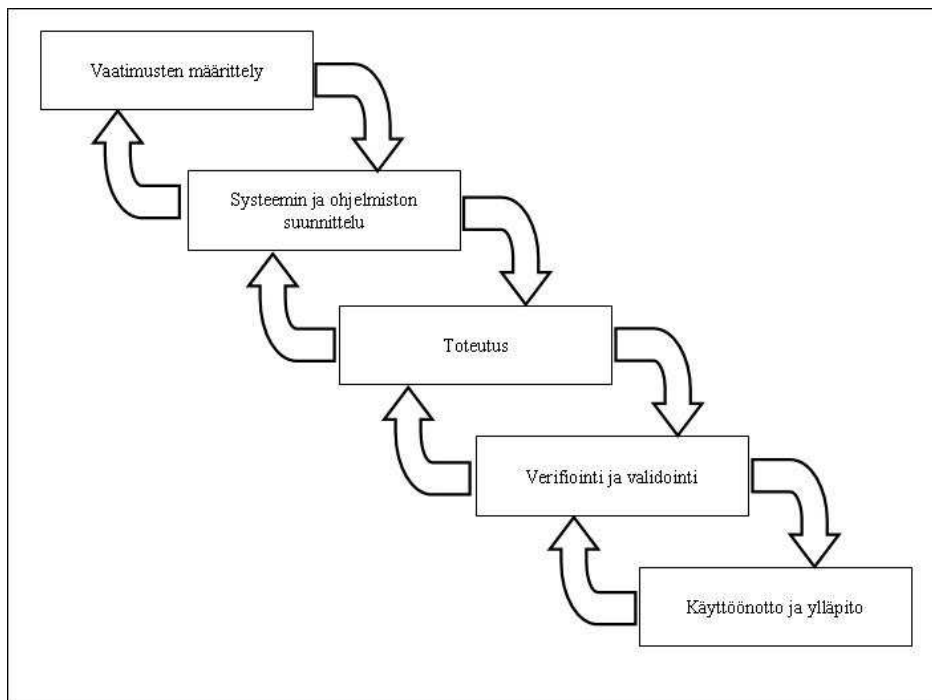 Vaatimusten määrittely
Systeemin ja ohjelmiston
suunnittelu
Toteutus
Verifiointi ja validointi
Käyttöönotto ja ylläpito